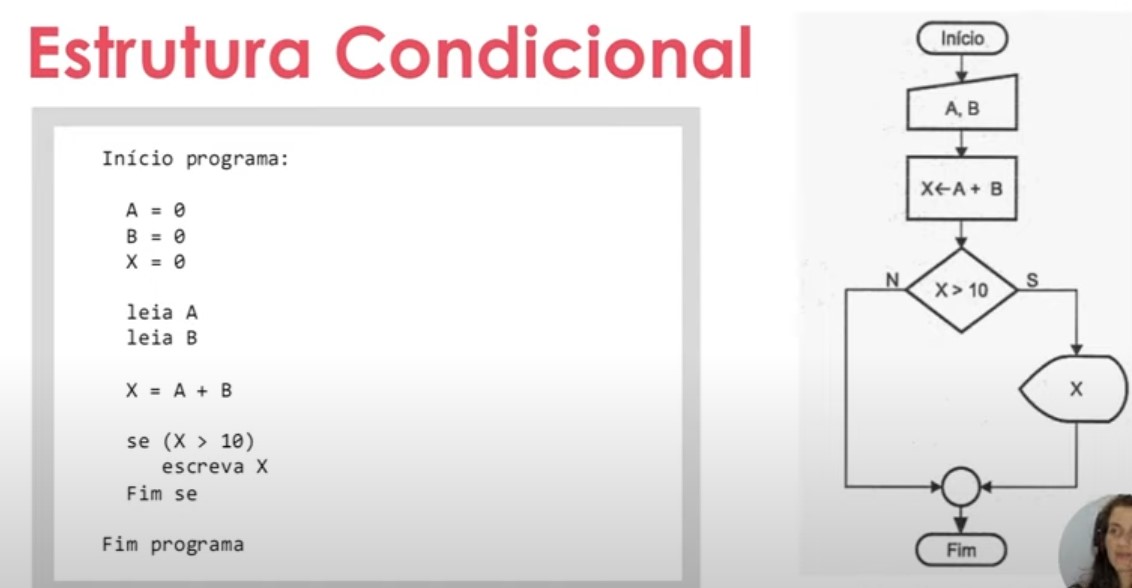 Estrutura Condicional
Início programa:
A = 0
B = 0
X = 0
leia A
leia B
X = A + B
se (X > 10)
escreva X
Fim se
Fim programa
Início
A, B
X←A + B
N
X > 10
S
X
Fim